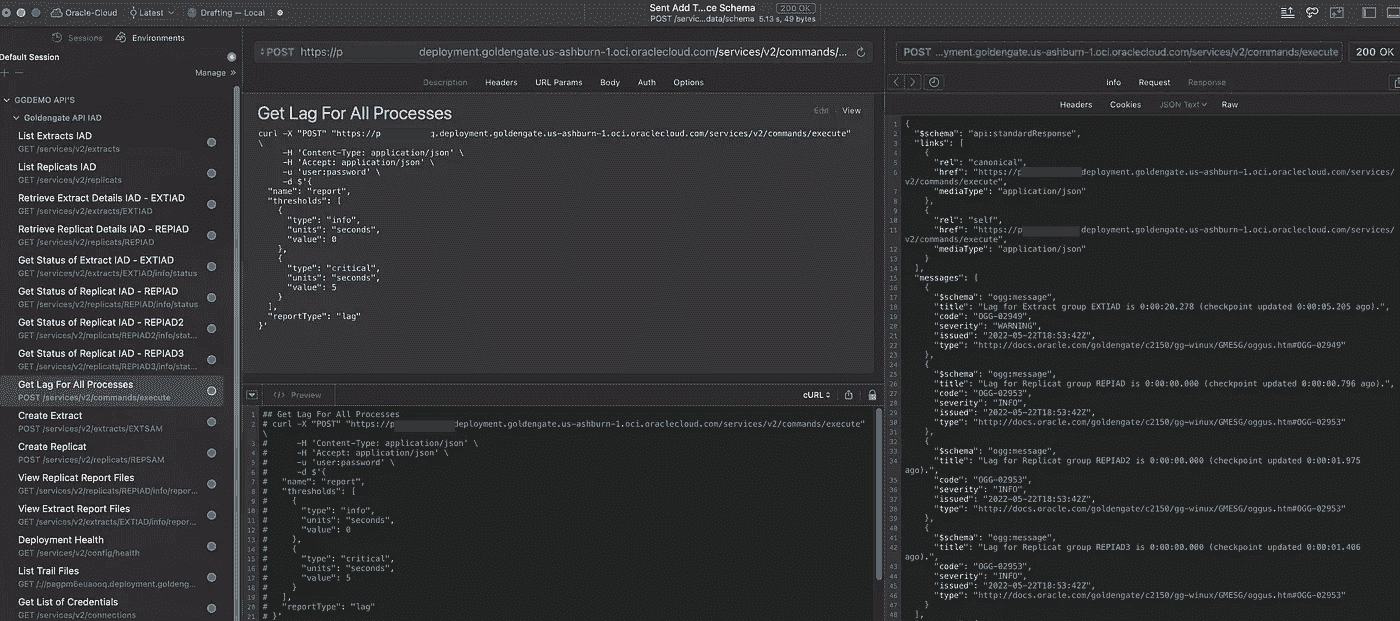 Oracle-Cloud
Latest
Drafting — Local
Sent Add T...ce Schema
200 OK
POST /servic...data/schema 5.13 s, 49 bytes
Sessions
Environments
Default Session
Manage »
GGDEMO API'S
Goldengate API IAD
List Extracts IAD
GET /services/v2/extracts
List Replicats IAD
GET /services/v2/replicats
Retrieve Extract Details IAD - EXTIAD
GET /services/v2/extracts/EXTIAD
Retrieve Replicat Details IAD - REPIAD
GET /services/v2/replicats/REPIAD
Get Status of Extract IAD - EXTIAD
GET /services/v2/extracts/EXTIAD/info/status
Get Status of Replicat IAD - REPIAD
GET /services/v2/replicats/REPIAD/info/status
Get Status of Replicat IAD - REPIAD2
GET /services/v2/replicats/REPIAD2/info/stat...
Get Status of Replicat IAD - REPIAD3
GET /services/v2/replicats/REPIAD3/info/stat...
Get Lag For All Processes
POST /services/v2/commands/execute
Create Extract
POST /services/v2/extracts/EXTSAM
Create Replicat
POST /services/v2/replicats/REPSAM
View Replicat Report Files
GET /services/v2/replicats/REPIAD/info/repor...
View Extract Report Files
GET /services/v2/extracts/EXTIAD/info/repor...
Deployment Health
GET /services/v2/config/health
List Trail Files
Get List of Credentials
GET /services/v2/connections
POST https://p deployment.goldengate.us-ashburn-1.oci.oraclecloud.com/services/v2/commands/...
Description Headers URL Params Body Auth Options
Get Lag For All Processes
Edit View
curl -X "POST" "https://p q.deployment.goldengate.us-ashburn-1.oci.oraclecloud.com/services/v2/commands/execute"
\
-H 'Content-Type: application/json' \
-H 'Accept: application/json' \
-u 'user:password' \
-d $'{
"name": "report",
"thresholds": [
{
"type": "info",
"units": "seconds",
"value": 0
},
{
"type": "critical",
"units": "seconds",
"value": 5
}
],
"reportType": "lag"
}'
</> Preview
cURL
1 ## Get Lag For All Processes
2 # curl -X "POST" "https://p deployment.goldengate.us-ashburn-1.oci.oraclecloud.com/services/v2/commands/execute"
\
3 # -H 'Content-Type: application/json' \
4 # -H 'Accept: application/json' \
5 # -u 'user:password' \
6 # -d $'{
7 # "name": "report",
8 # "thresholds": [
9 # {
10 # "type": "info",
11 # "units": "seconds",
12 # "value": 0
13 # },
14 # {
15 # "type": "critical",
16 # "units": "seconds",
17 # "value": 5
18 # }
19 # ],
20 # "reportType": "lag"
21 # }'
POST ...yment.goldengate.us-ashburn-1.oci.oraclecloud.com/services/v2/commands/execute
200 OK
Info Request Response
Headers Cookies JSON Text Raw
1 {
2 "$schema": "api:standardResponse",
3 "links": [
4 {
5 "rel": "canonical",
6 "href": "https://p deployment.goldengate.us-ashburn-1.oci.oraclecloud.com/services/
v2/commands/execute",
7 "mediaType": "application/json"
8 },
9 {
10 "rel": "self",
11 "href": "https://p deployment.goldengate.us-ashburn-1.oci.oraclecloud.com/services/
v2/commands/execute",
12 "mediaType": "application/json"
13 }
14 ],
15 "messages": [
16 {
17 "$schema": "ogg:message",
18 "title": "Lag for Extract group EXTIAD is 0:00:20.278 (checkpoint updated 0:00:05.205 ago).",
19 "code": "OGG-02949",
20 "severity": "WARNING",
21 "issued": "2022-05-22T18:53:42Z",
22 "type": "http://docs.oracle.com/goldengate/c2150/gg-winux/GMESG/oggus.htm#OGG-02949"
23 },
24 {
25 "$schema": "ogg:message",
26 "title": "Lag for Replicat group REPIAD is 0:00:00.000 (checkpoint updated 0:00:00.796 ago).",
27 "code": "OGG-02953",
28 "severity": "INFO",
29 "issued": "2022-05-22T18:53:42Z",
30 "type": "http://docs.oracle.com/goldengate/c2150/gg-winux/GMESG/oggus.htm#OGG-02953"
31 },
32 {
33 "$schema": "ogg:message",
34 "title": "Lag for Replicat group REPIAD2 is 0:00:00.000 (checkpoint updated 0:00:01.975
ago).",
35 "code": "OGG-02953",
36 "severity": "INFO",
37 "issued": "2022-05-22T18:53:42Z",
38 "type": "http://docs.oracle.com/goldengate/c2150/gg-winux/GMESG/oggus.htm#OGG-02953"
39 },
40 {
41 "$schema": "ogg:message",
42 "title": "Lag for Replicat group REPIAD3 is 0:00:00.000 (checkpoint updated 0:00:01.406
ago).",
43 "code": "OGG-02953",
44 "severity": "INFO",
45 "issued": "2022-05-22T18:53:42Z",
46 "type": "http://docs.oracle.com/goldengate/c2150/gg-winux/GMESG/oggus.htm#OGG-02953"
47 }
48 ],